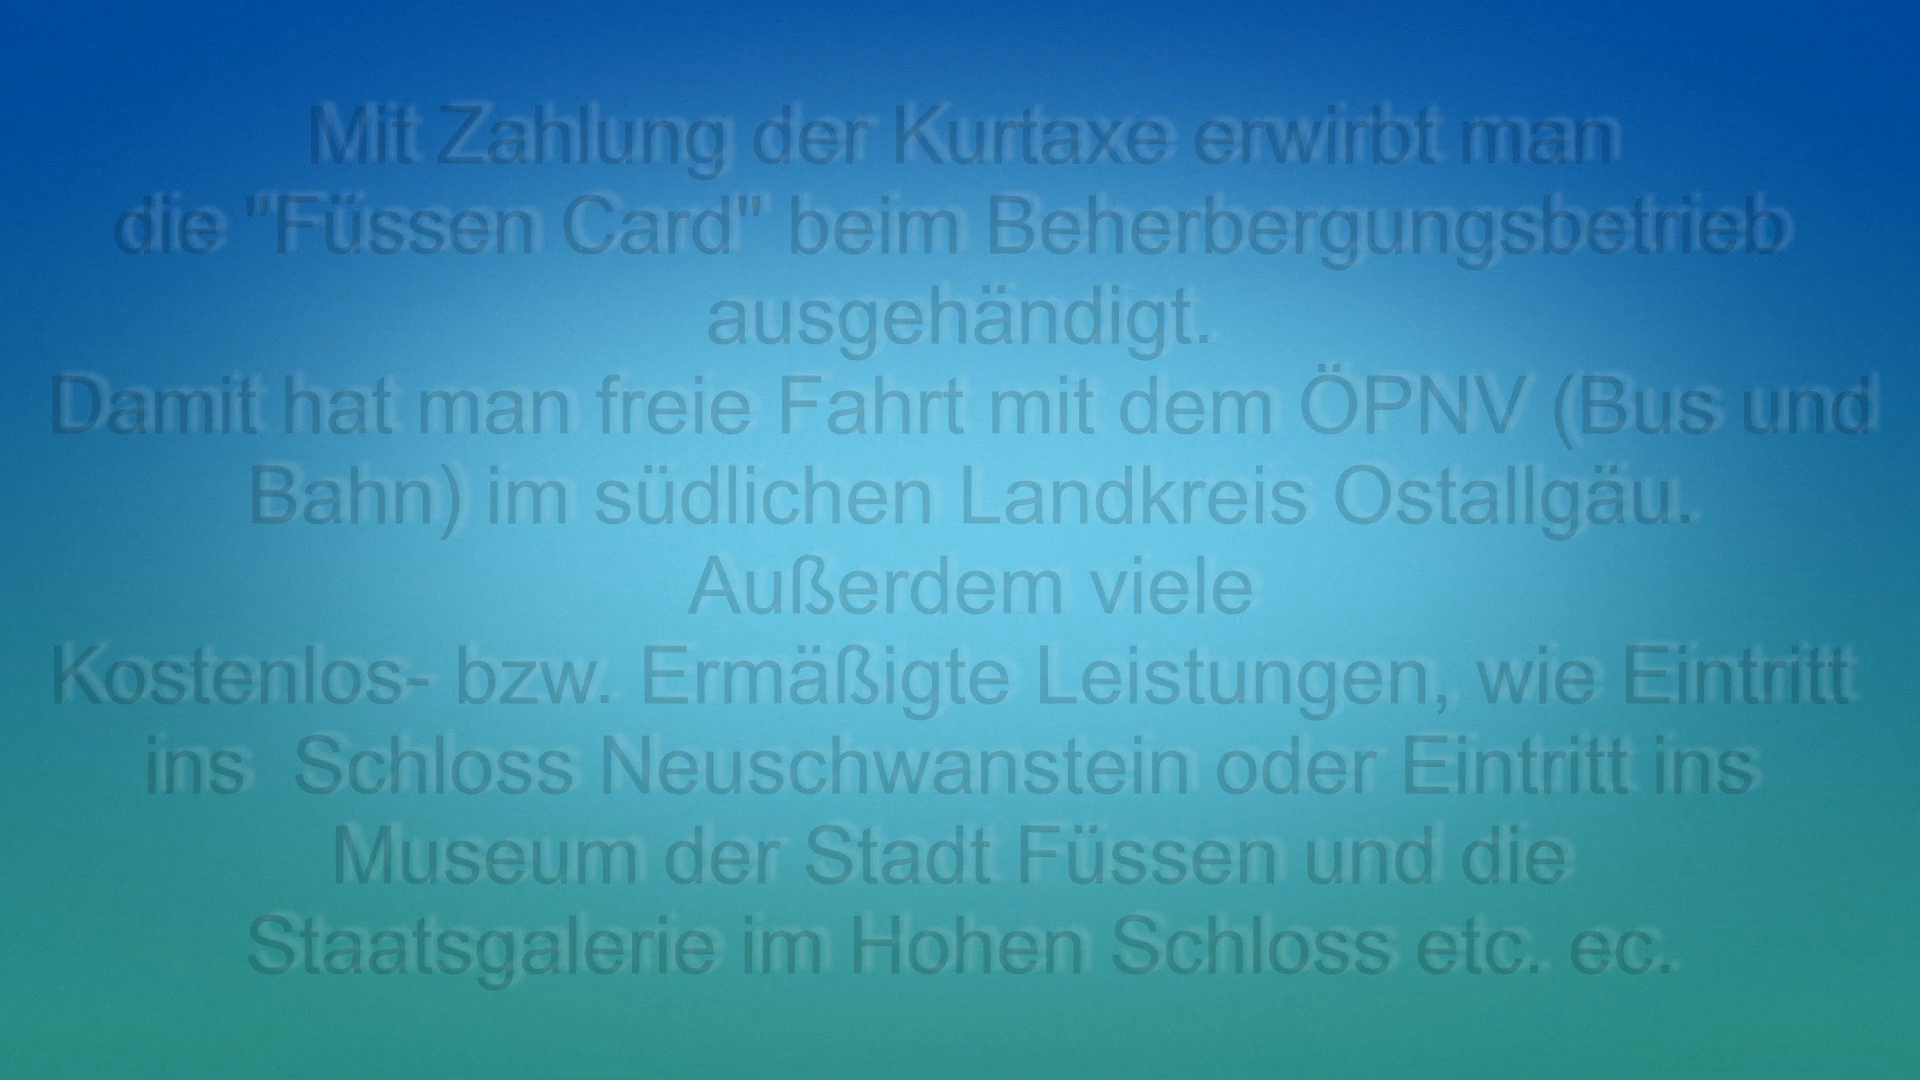 Mit Zahlung der Kurtaxe erwirbt man
die "Füssen Card" beim Beherbergungsbetrieb
ausgehändigt.
Damit hat man freie Fahrt mit dem ÖPNV (Bus und
Bahn) im südlichen Landkreis Ostallgäu.
Außerdem viele
Kostenlos- bzw. Ermäßigte Leistungen, wie Eintritt
ins  Schloss Neuschwanstein oder Eintritt ins
Museum der Stadt Füssen und die
Staatsgalerie im Hohen Schloss etc. ec.